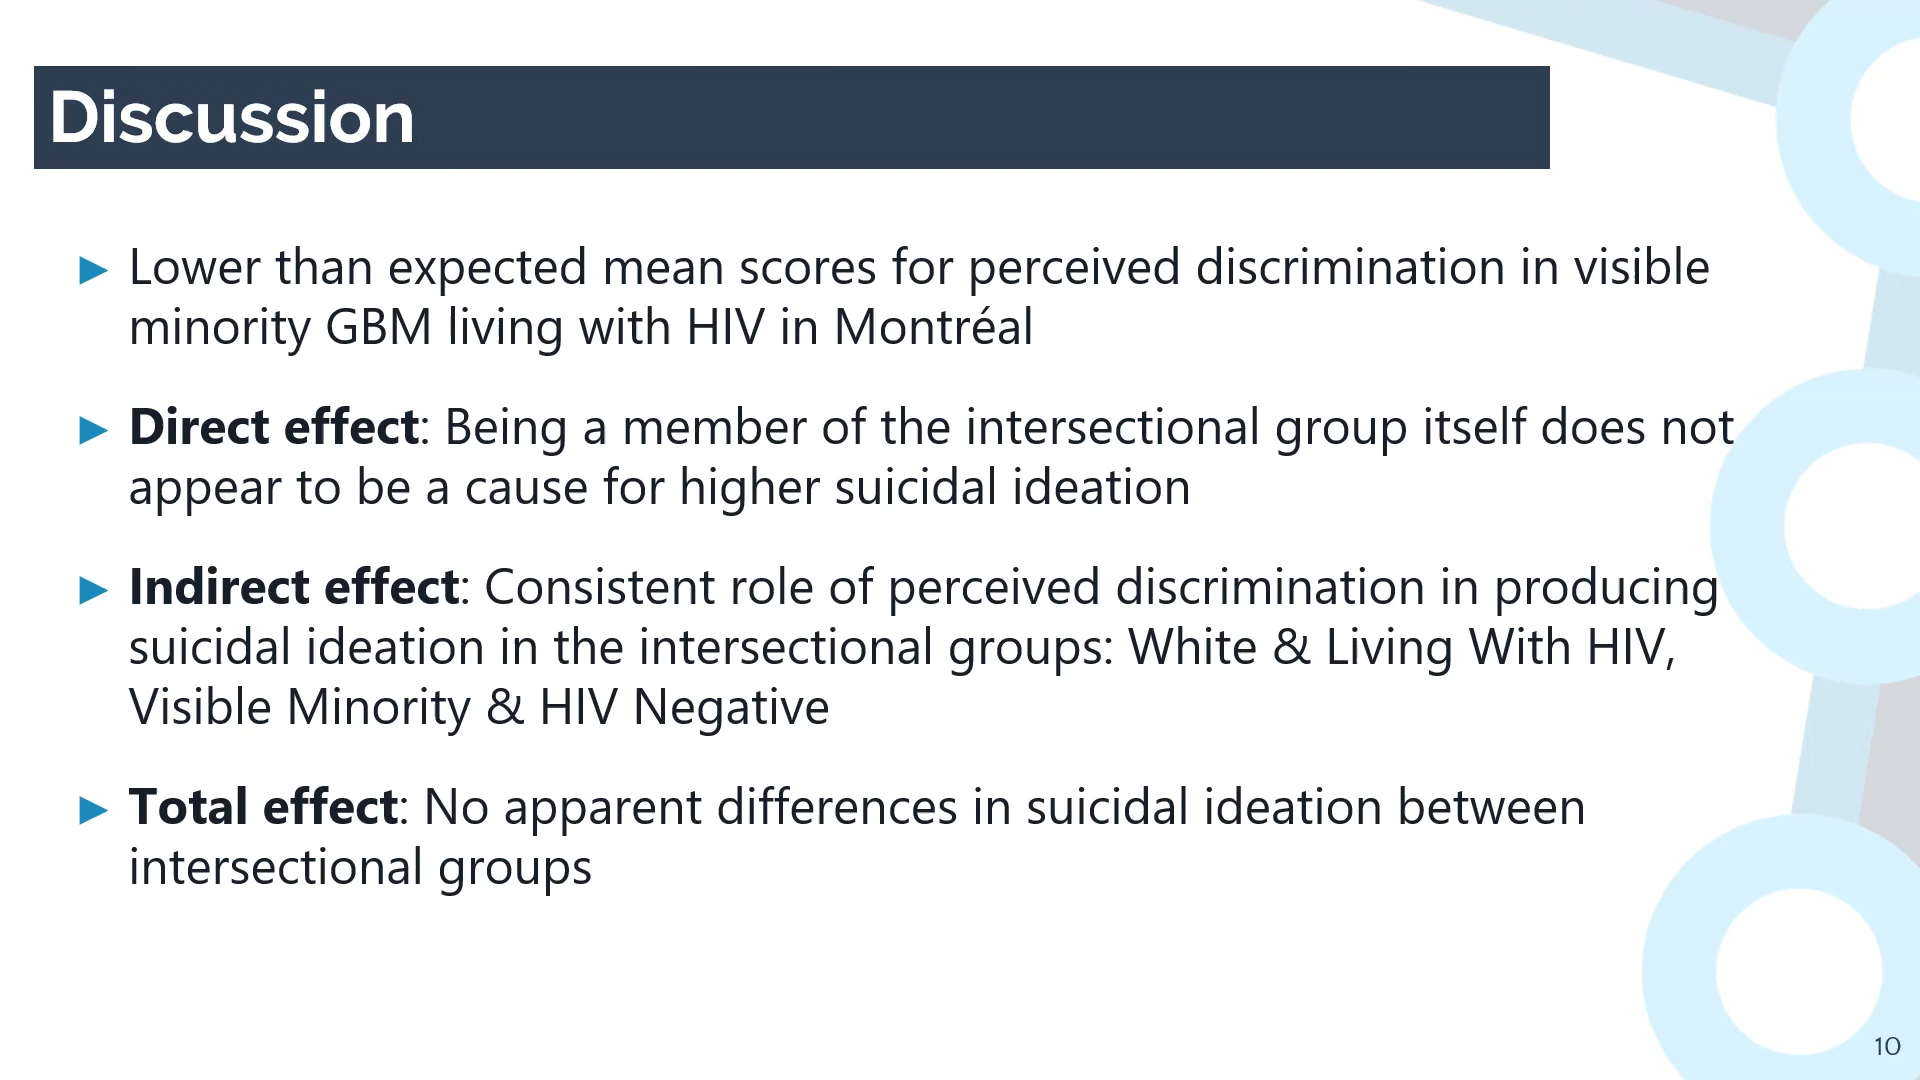 Discussion
► Lower than expected mean scores for perceived discrimination in visible
minority GBM living with HIV in Montréal
► Direct effect: Being a member of the intersectional group itself does not
appear to be a cause for higher suicidal ideation
► Indirect effect: Consistent role of perceived discrimination in producing
suicidal ideation in the intersectional groups: White & Living With HIV,
Visible Minority & HIV Negative
► Total effect: No apparent differences in suicidal ideation between
intersectional groups
10